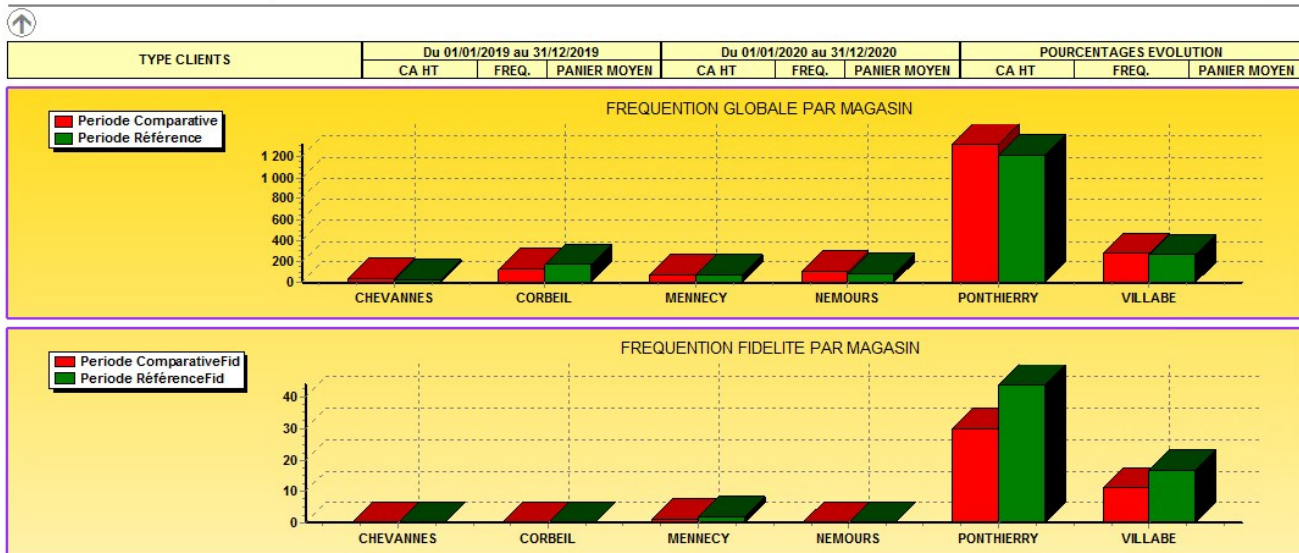 TYPE CLIENTS
Du 01/01/2019 au 31/12/2019
Du 01/01/2020 au 31/12/2020
POURCENTAGES EVOLUTION
CA HT FREQ. PANIER MOYEN CA HT FREQ. PANIER MOYEN CA HT FREQ. PANIER MOYEN
FREQUENTION GLOBALE PAR MAGASIN
Periode Comparative
Periode Référence
1 200
1 000
800
600
400
200
0
CHEVANNES CORBEIL MENNECY NEMOURS PONTHIERRY VILLABE
FREQUENTION FIDELITE PAR MAGASIN
Periode ComparativeFid
Periode RéférenceFid
40
30
20
10
0
CHEVANNES CORBEIL MENNECY NEMOURS PONTHIERRY VILLABE